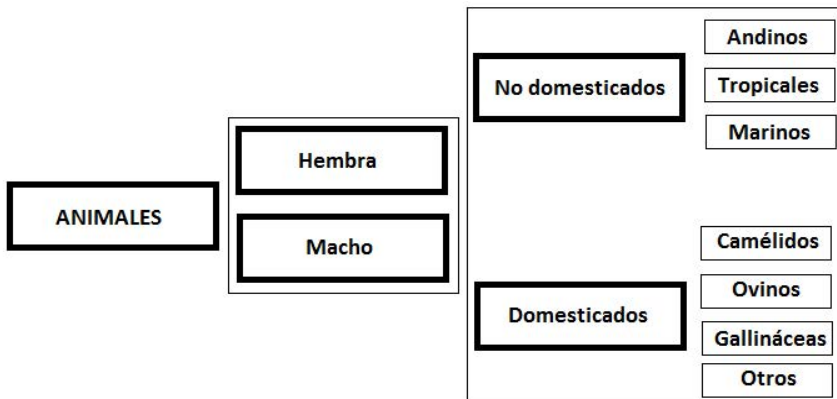 ANIMALES
Hembra
Macho
No domesticados
Andinos
Tropicales
Marinos
Domesticados
Camélidos
Ovinos
Gallináceas
Otros